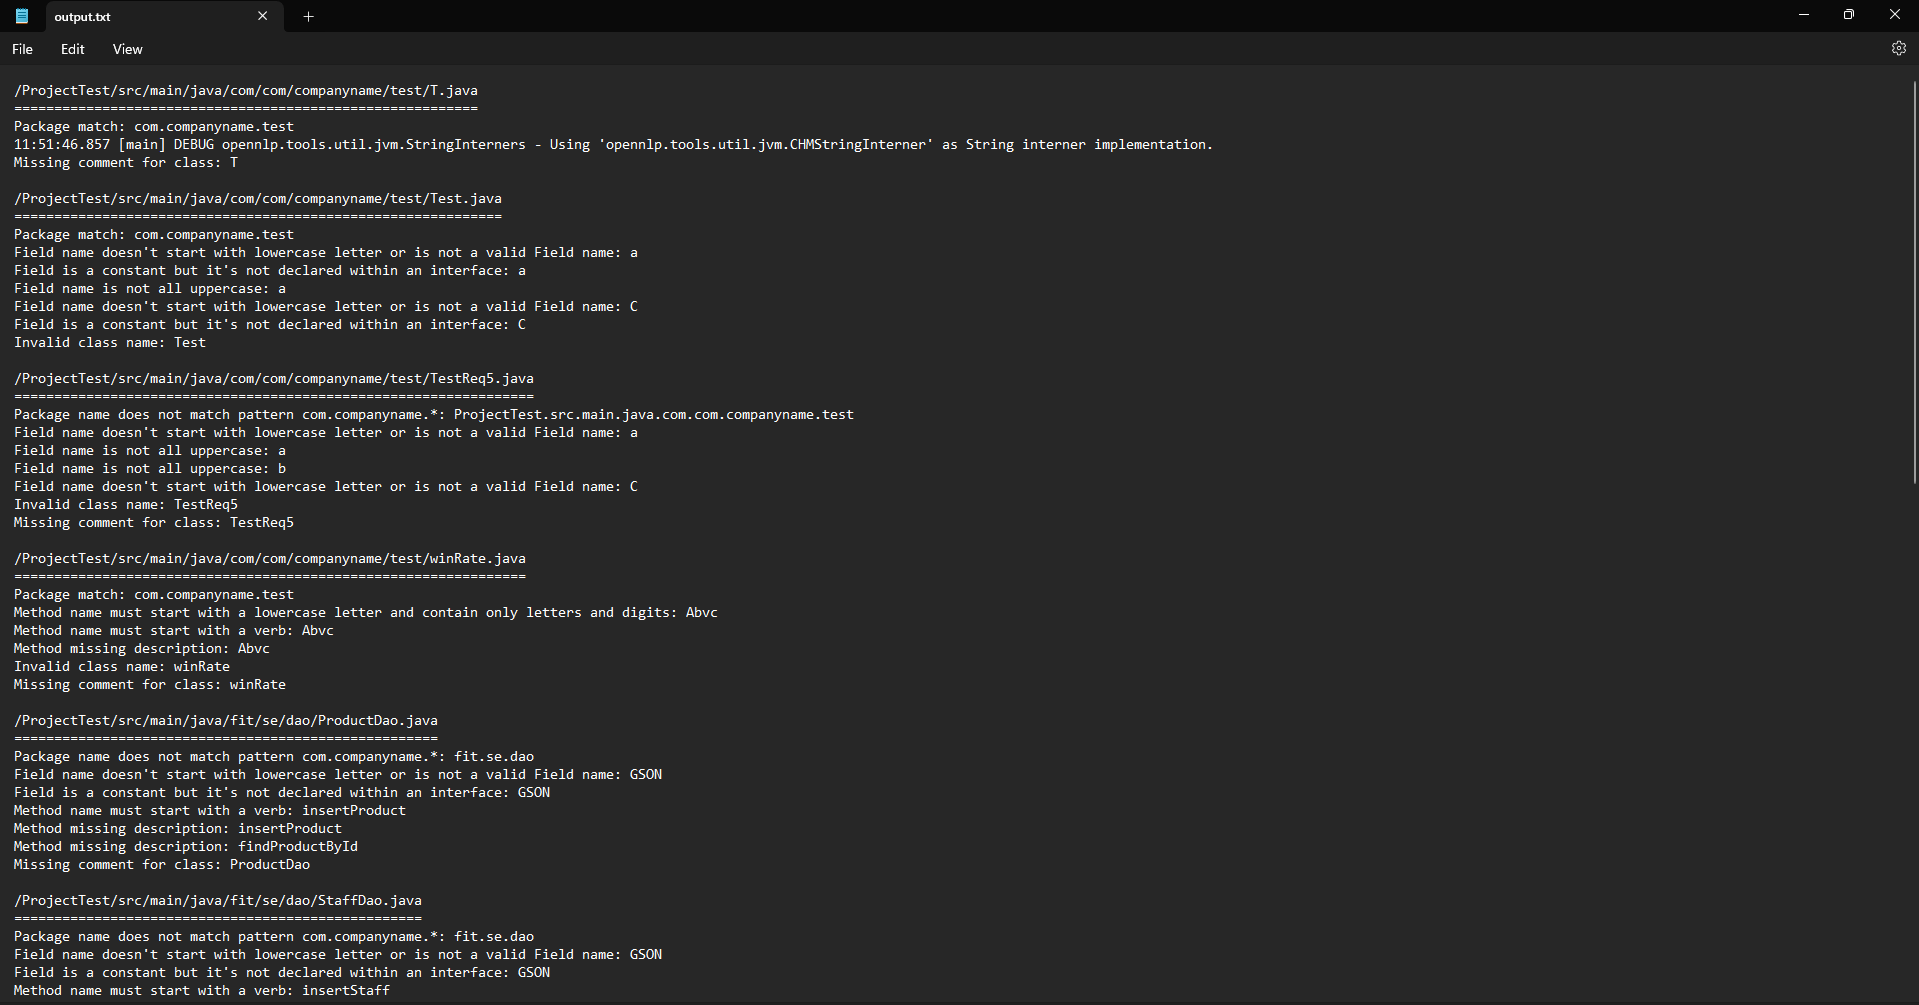 output.txt
File Edit View
/ProjectTest/src/main/java/com/com/companyname/test/T.java
==========================================================
Package match: com.companyname.test
11:51:46.857 [main] DEBUG opennlp.tools.util.jvm.StringInterners - Using 'opennlp.tools.util.jvm.CHMStringInterner' as String interner implementation.
Missing comment for class: T
/ProjectTest/src/main/java/com/com/companyname/test/Test.java
=============================================================
Package match: com.companyname.test
Field name doesn't start with lowercase letter or is not a valid Field name: a
Field is a constant but it's not declared within an interface: a
Field name is not all uppercase: a
Field name doesn't start with lowercase letter or is not a valid Field name: C
Field is a constant but it's not declared within an interface: C
Invalid class name: Test
/ProjectTest/src/main/java/com/com/companyname/test/TestReq5.java
=================================================================
Package name does not match pattern com.companyname.*: ProjectTest.src.main.java.com.com.companyname.test
Field name doesn't start with lowercase letter or is not a valid Field name: a
Field name is not all uppercase: a
Field name is not all uppercase: b
Field name doesn't start with lowercase letter or is not a valid Field name: C
Invalid class name: TestReq5
Missing comment for class: TestReq5
/ProjectTest/src/main/java/com/com/companyname/test/winRate.java
================================================================
Package match: com.companyname.test
Method name must start with a lowercase letter and contain only letters and digits: Abvc
Method name must start with a verb: Abvc
Method missing description: Abvc
Invalid class name: winRate
Missing comment for class: winRate
/ProjectTest/src/main/java/fit/se/dao/ProductDao.java
=====================================================
Package name does not match pattern com.companyname.*: fit.se.dao
Field name doesn't start with lowercase letter or is not a valid Field name: GSON
Field is a constant but it's not declared within an interface: GSON
Method name must start with a verb: insertProduct
Method missing description: insertProduct
Method missing description: findProductById
Missing comment for class: ProductDao
/ProjectTest/src/main/java/fit/se/dao/StaffDao.java
===================================================
Package name does not match pattern com.companyname.*: fit.se.dao
Field name doesn't start with lowercase letter or is not a valid Field name: GSON
Field is a constant but it's not declared within an interface: GSON
Method name must start with a verb: insertStaff